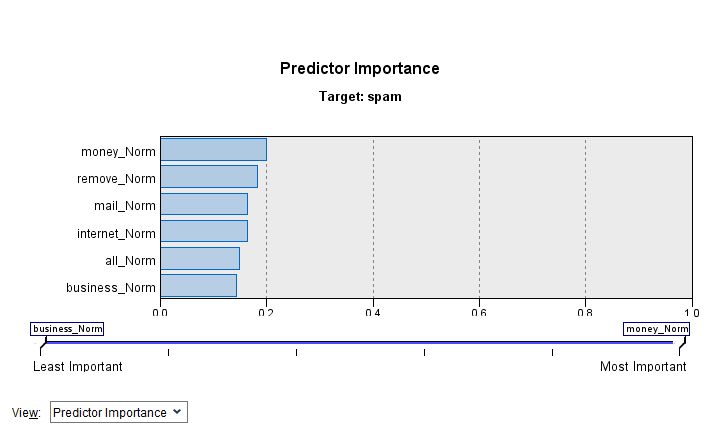 Predictor Importance
Target: spam
money_Norm
remove_Norm
mail_Norm
internet_Norm
all_Norm
business_Norm
0.0 0.2 0.4 0.6 0.8 1.0
business_Norm money_Norm
Least Important Most Important
View: Predictor Importance